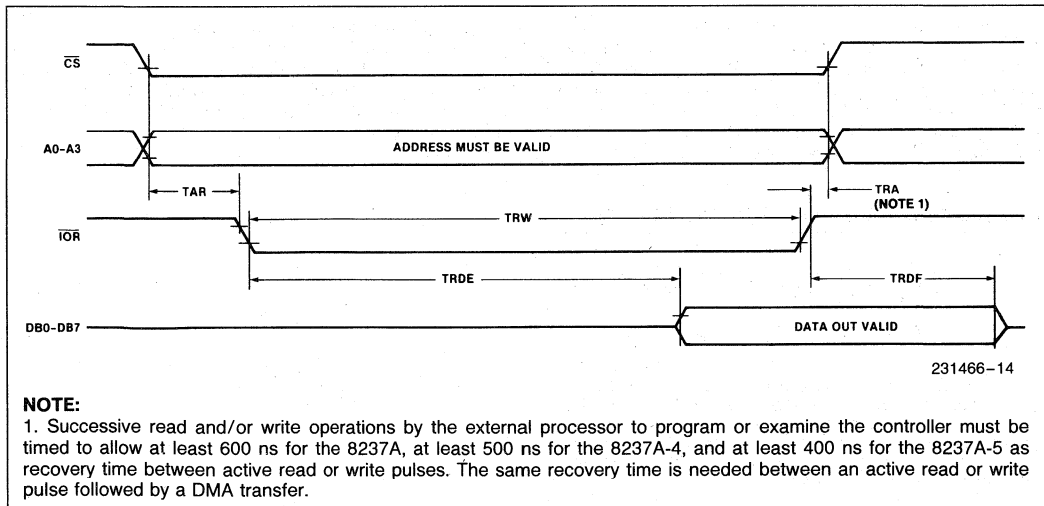 CS
A0-A3
ADDRESS MUST BE VALID
TAR
TRA
(NOTE 1)
IOR
TRW
TRDE
TRDF
DB0-DB7
DATA OUT VALID
231466-14
NOTE:
1. Successive read and/or write operations by the external processor to program or examine the controller must be
timed to allow at least 600 ns for the 8237A, at least 500 ns for the 8237A-4, and at least 400 ns for the 8237A-5 as
recovery time between active read or write pulses. The same recovery time is needed between an active read or write
pulse followed by a DMA transfer.